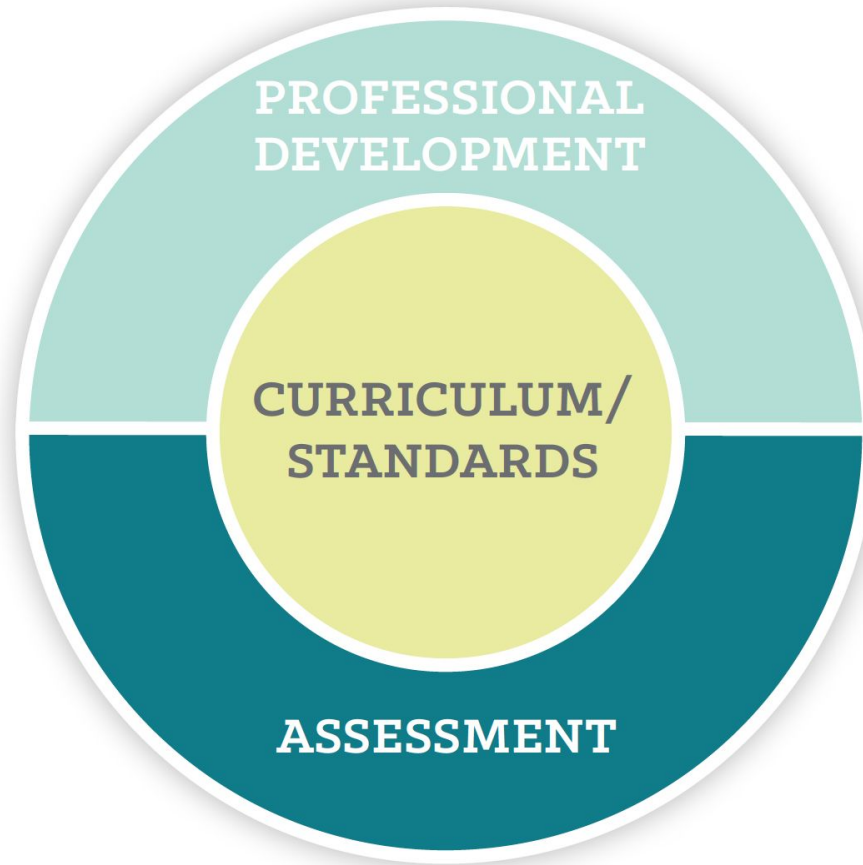 PROFESSIONAL
DEVELOPMENT
CURRICULUM/
STANDARDS
ASSESSMENT